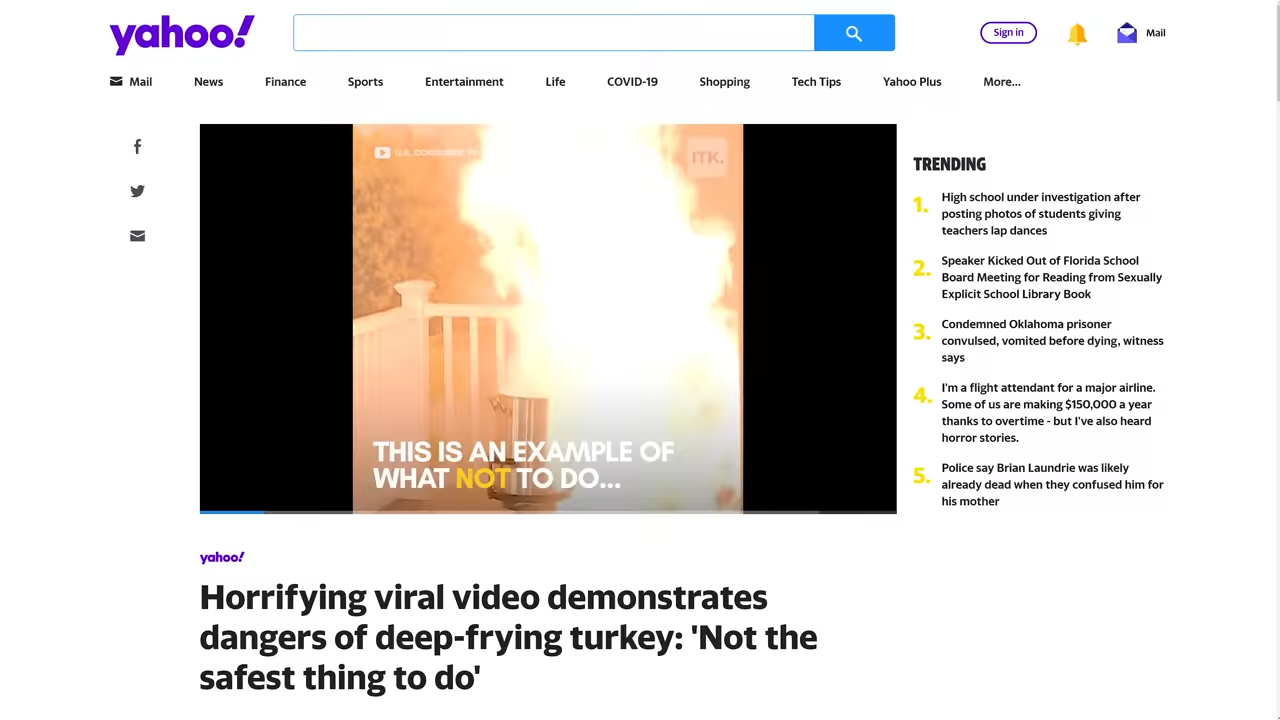 yahoo!
Sign in
Mail
Mail
News
Finance
Sports
Entertainment
Life
COVID-19
Shopping
Tech Tips
Yahoo Plus
More...
ITK.
THIS IS AN EXAMPLE OF
WHAT NOT TO DO...
TRENDING
1.
High school under investigation after
posting photos of students giving
teachers lap dances
2.
Speaker Kicked Out of Florida School
Board Meeting for Reading from Sexually
Explicit School Library Book
3.
Condemned Oklahoma prisoner
convulsed, vomited before dying, witness
says
4.
I'm a flight attendant for a major airline.
Some of us are making $150,000 a year
thanks to overtime - but I've also heard
horror stories.
5.
Police say Brian Laundrie was likely
already dead when they confused him for
his mother
yahoo!
Horrifying viral video demonstrates
dangers of deep-frying turkey: 'Not the
safest thing to do'